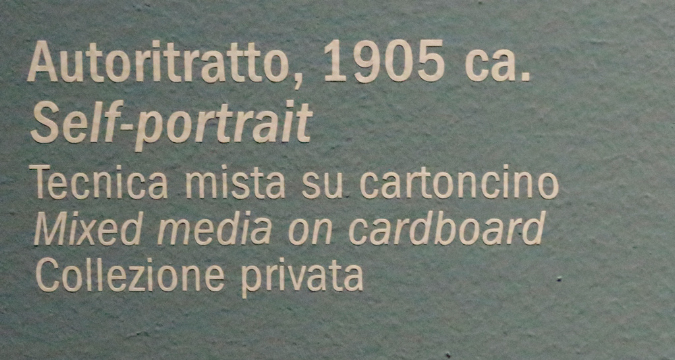 Autoritratto, 1905 ca.
Self-portrait
Tecnica mista su cartoncino
Mixed media on cardboard
Collezione privata